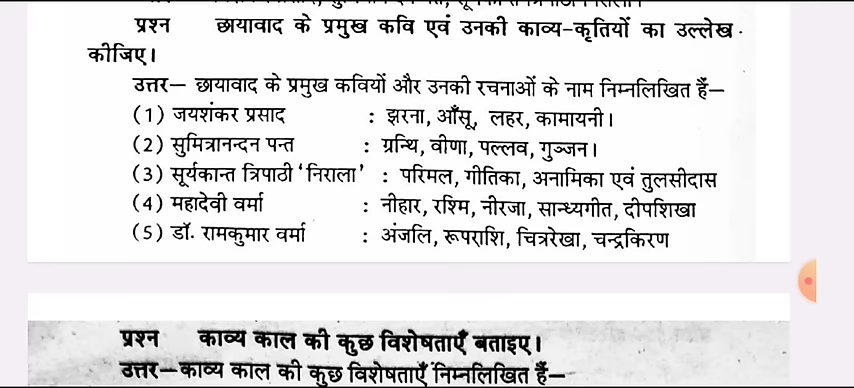 प्रश्न छायावाद के प्रमुख कवि एवं उनकी काव्य-कृतियों का उल्लेख
कीजिए।
उत्तर— छायावाद के प्रमुख कवियों और उनकी रचनाओं के नाम निम्नलिखित हैं—
(1) जयशंकर प्रसाद : झरना, आँसू, लहर, कामायनी।
(2) सुमित्रानन्दन पन्त : ग्रन्थि, वीणा, पल्लव, गुञ्जन।
(3) सूर्यकान्त त्रिपाठी ‘निराला’ : परिमल, गीतिका, अनामिका एवं तुलसीदास
(4) महादेवी वर्मा : नीहार, रश्मि, नीरजा, सान्ध्यगीत, दीपशिखा
(5) डॉ. रामकुमार वर्मा : अंजलि, रूपराशि, चित्ररेखा, चन्द्रकिरण
प्रश्न काव्य काल की कुछ विशेषताएँ बताइए।
उत्तर—काव्य काल की कुछ विशेषताएँ निम्नलिखित हैं—